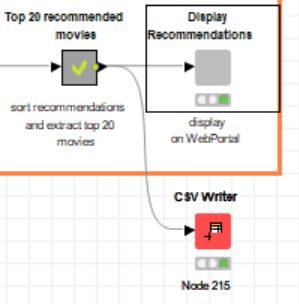 Top 20 recommended
movies
sort recommendations
and extract top 20
movies
Display
Recommendations
display
on WebPortal
CSV Writer
Node 215